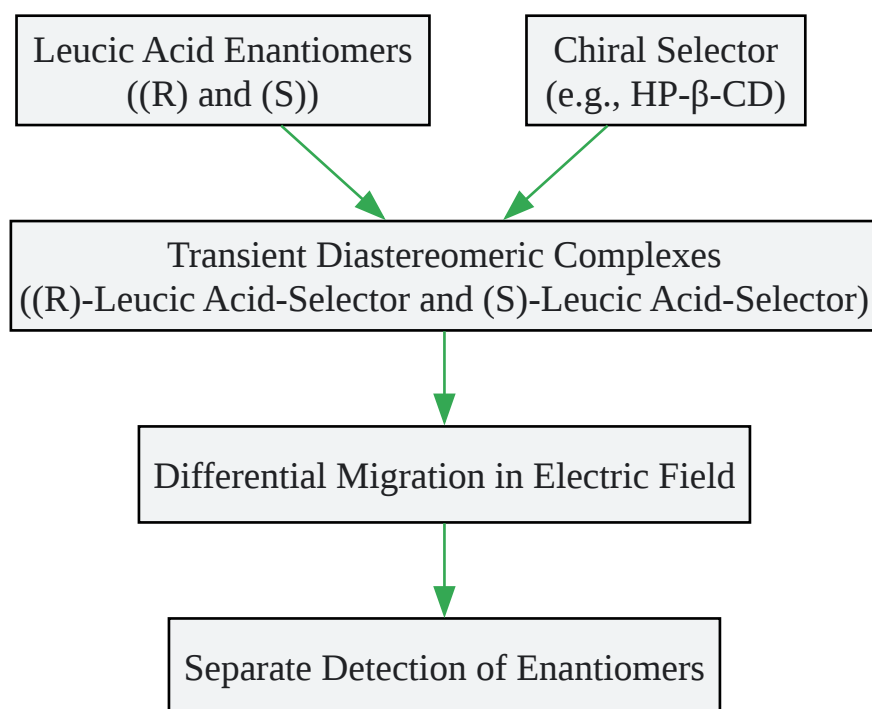 Leucic Acid Enantiomers
((R) and (S))
Chiral Selector
(e.g., HP-β-CD)
Transient Diastereomeric Complexes
((R)-Leucic Acid-Selector and (S)-Leucic Acid-Selector)
Differential Migration in Electric Field
Separate Detection of Enantiomers